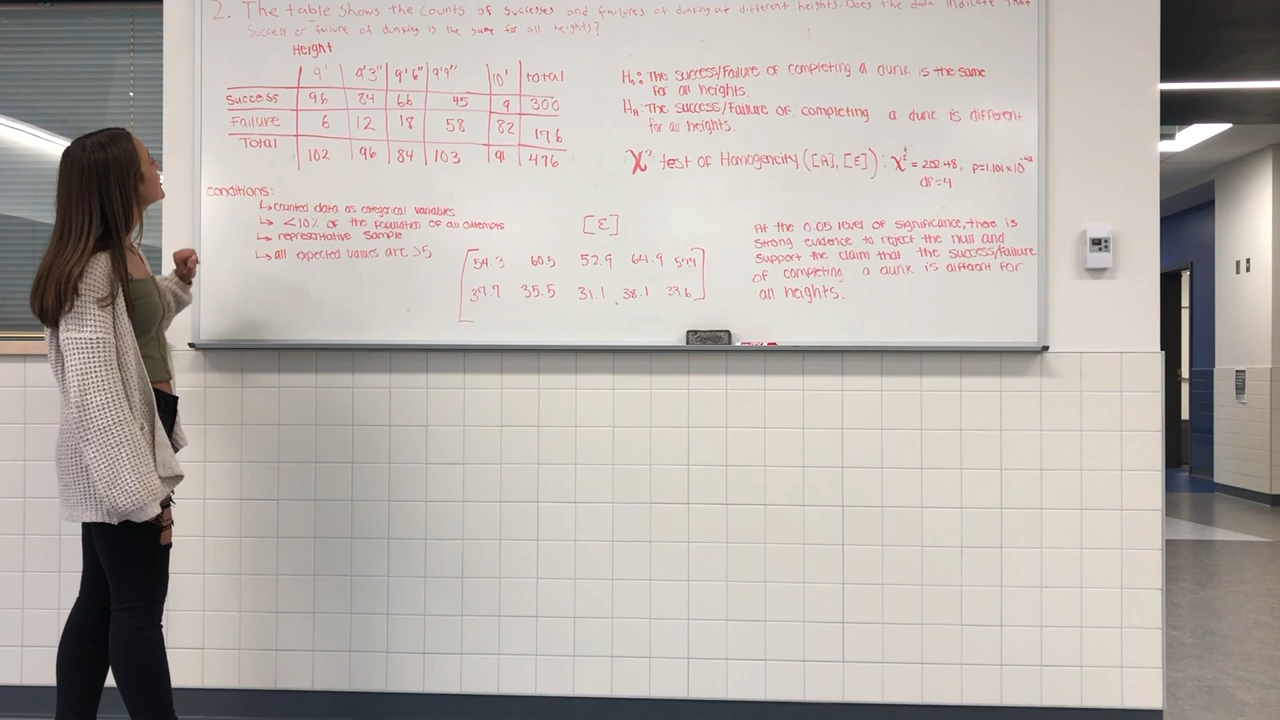 2. The table shows the counts of successes and failures of dunking at different heights. Does the data indicate that
Success or failure of dunking is the same for all heights?
Height
9' 9'3" 9'6" 9'9" 10' total
Success 96 84 66 45 9 300
Failure 6 12 18 58 82 176
Total 102 96 84 103 91 476
H₀: The success/failure of completing a dunk is the same
for all heights.
HA: The success/failure of completing a dunk is different
for all heights.
χ² test of Homogeneity ([A], [E]): χ² = 202.48, p=1.101×10
df=4
conditions:
↳ counted data as categorical variables
↳ <10% of the population of all attempts
↳ representative sample
↳ all expected values are >5
[E]
54.3 60.5 52.9 64.9 57.4
37.7 35.5 31.1 38.1 33.6
At the 0.05 level of significance, there is
strong evidence to reject the null and
support the claim that the success/failure
of completing a dunk is different for
all heights.